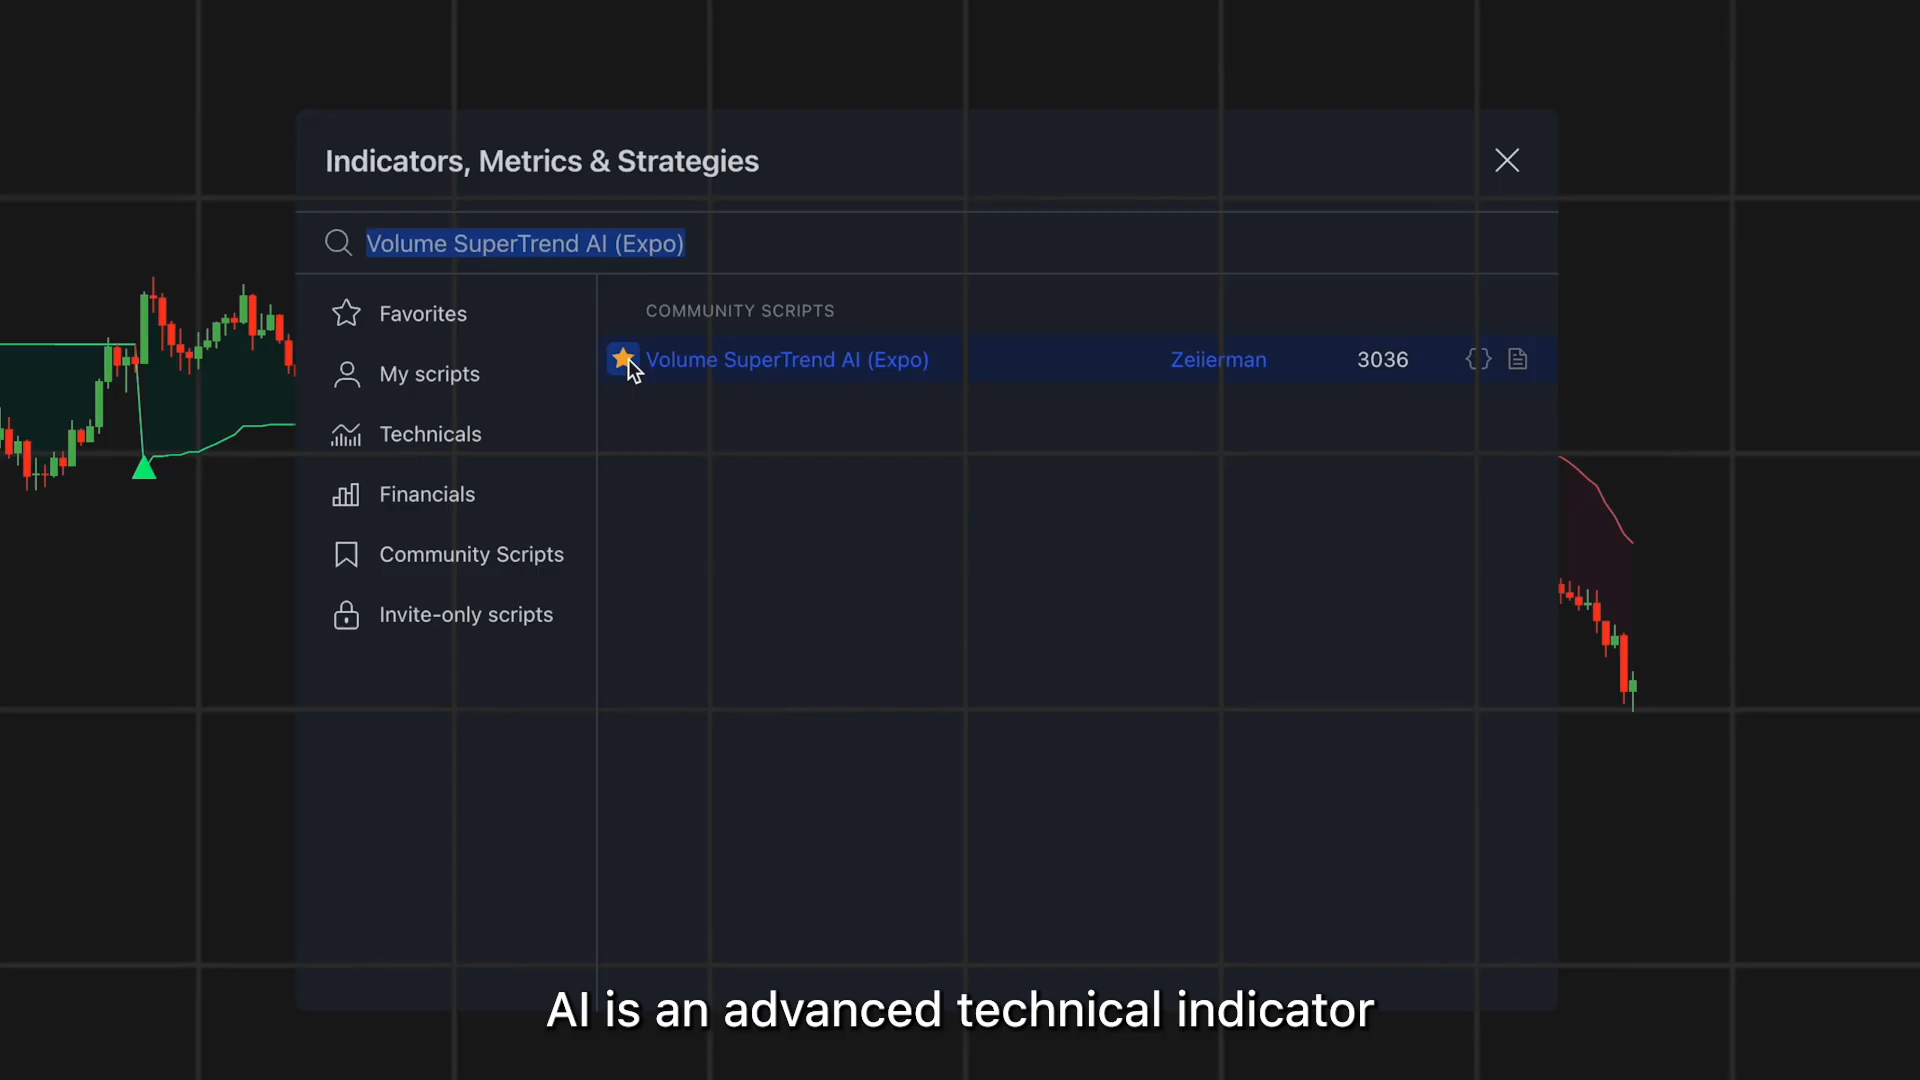 Indicators, Metrics & Strategies
Volume SuperTrend AI (Expo)
Favorites
My scripts
Technicals
Financials
Community Scripts
Invite-only scripts
COMMUNITY SCRIPTS
Volume SuperTrend AI (Expo) Zeiierman 3036
AI is an advanced technical indicator